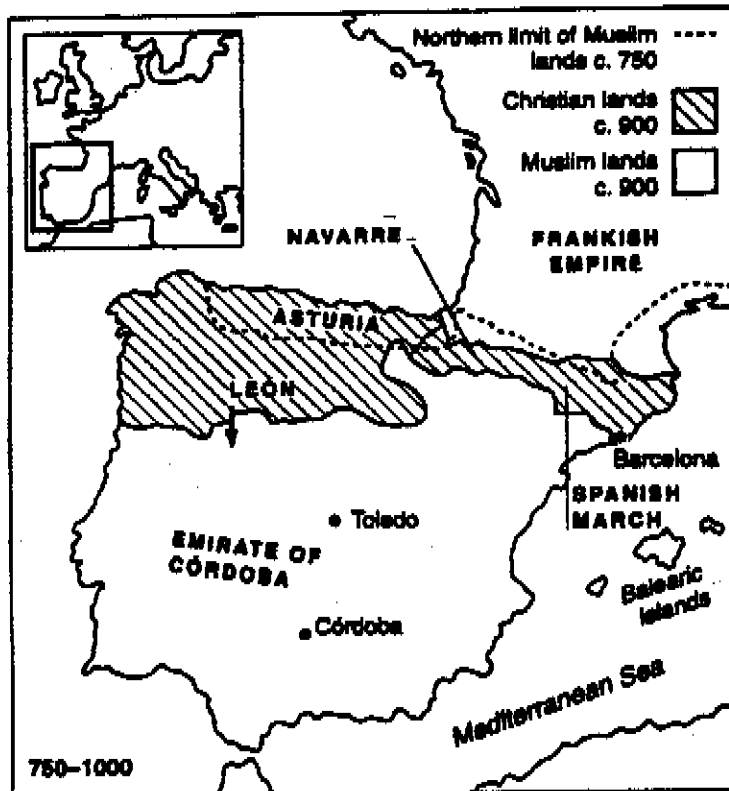 Northern limit of Muslim
lands c. 750
Christian lands
c. 900
Muslim lands
c. 900
NAVARRE
FRANKISH
EMPIRE
ASTURIA
LEÓN
Barcelona
SPANISH
MARCH
Toledo
EMIRATE OF
CÓRDOBA
Balearic
Islands
Córdoba
Mediterranean Sea
750–1000